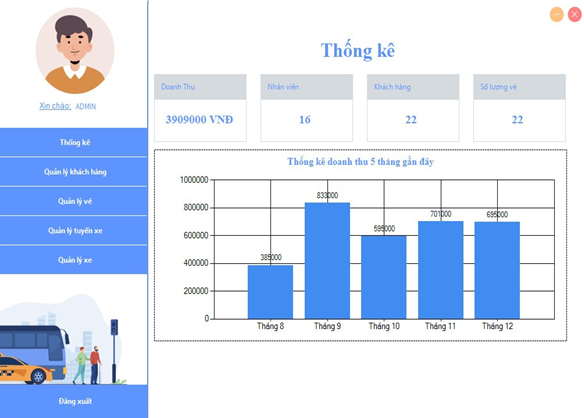 Xin chào: ADMIN
Thống kê
Quản lý khách hàng
Quản lý vé
Quản lý tuyến xe
Quản lý xe
Đăng xuất
Thống kê
Doanh Thu
3909000 VNĐ
Nhân viên
16
Khách hàng
22
Số lượng vé
22
Thống kê doanh thu 5 tháng gần đây
1000000
800000
600000
400000
200000
0
385000
833000
595000
701000
695000
Tháng 8
Tháng 9
Tháng 10
Tháng 11
Tháng 12